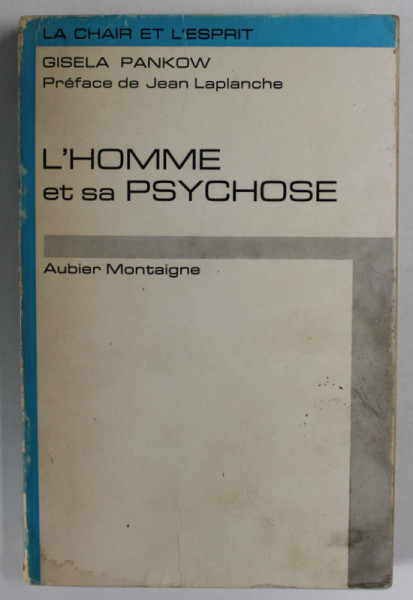 LA CHAIR ET L'ESPRIT
GISELA PANKOW
Préface de Jean Laplanche
L'HOMME
et sa PSYCHOSE
Aubier Montaigne